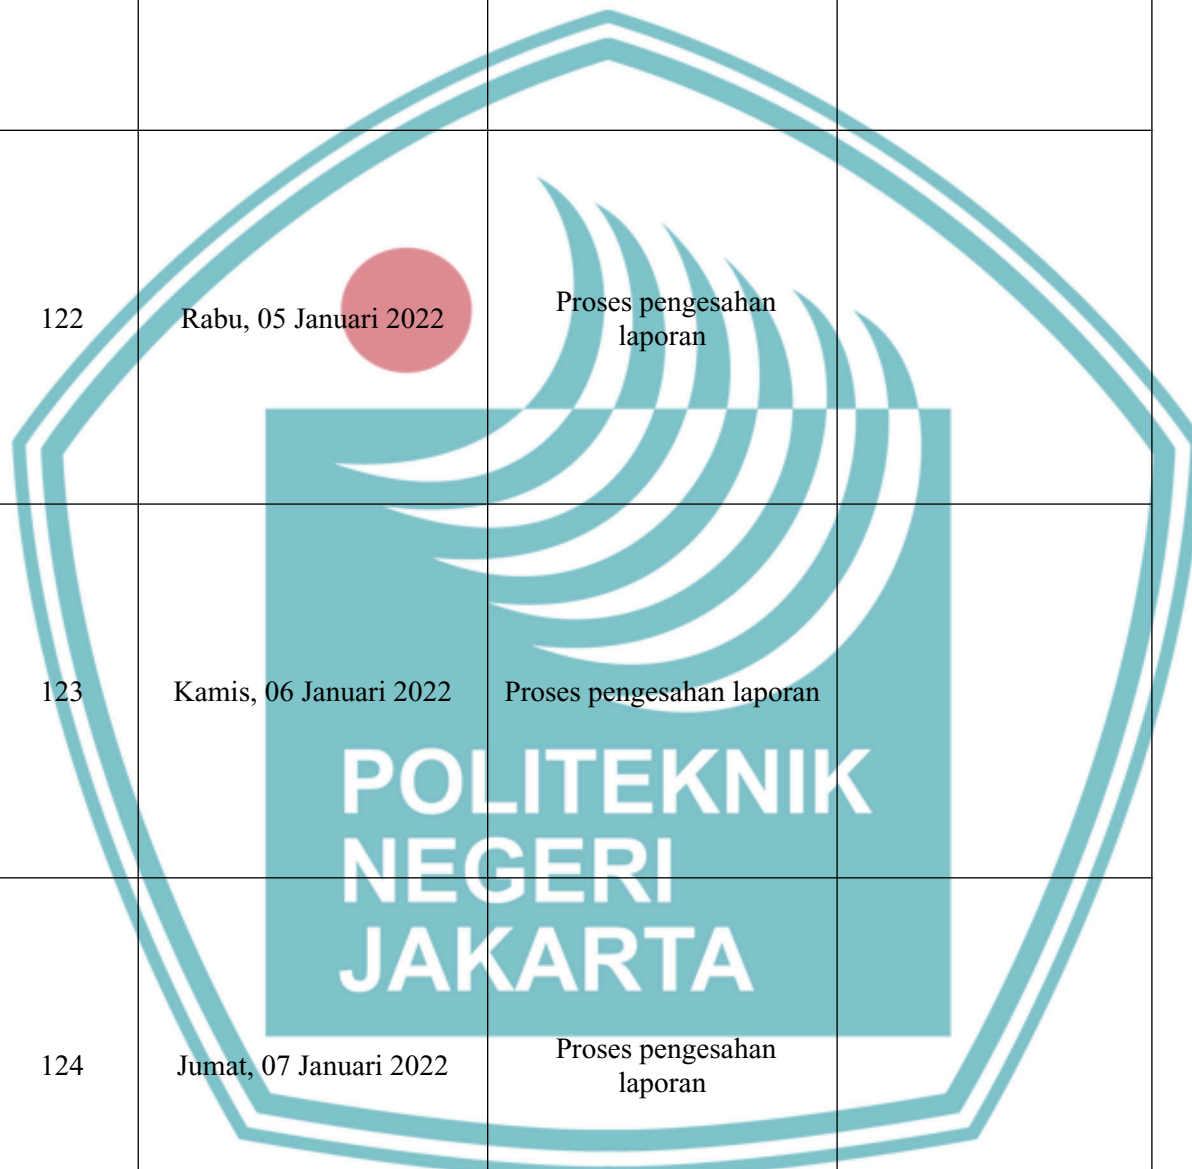 122 Rabu, 05 Januari 2022 Proses pengesahan
laporan
123 Kamis, 06 Januari 2022 Proses pengesahan laporan
POLITEKNIK
NEGERI
JAKARTA
124 Jumat, 07 Januari 2022 Proses pengesahan
laporan